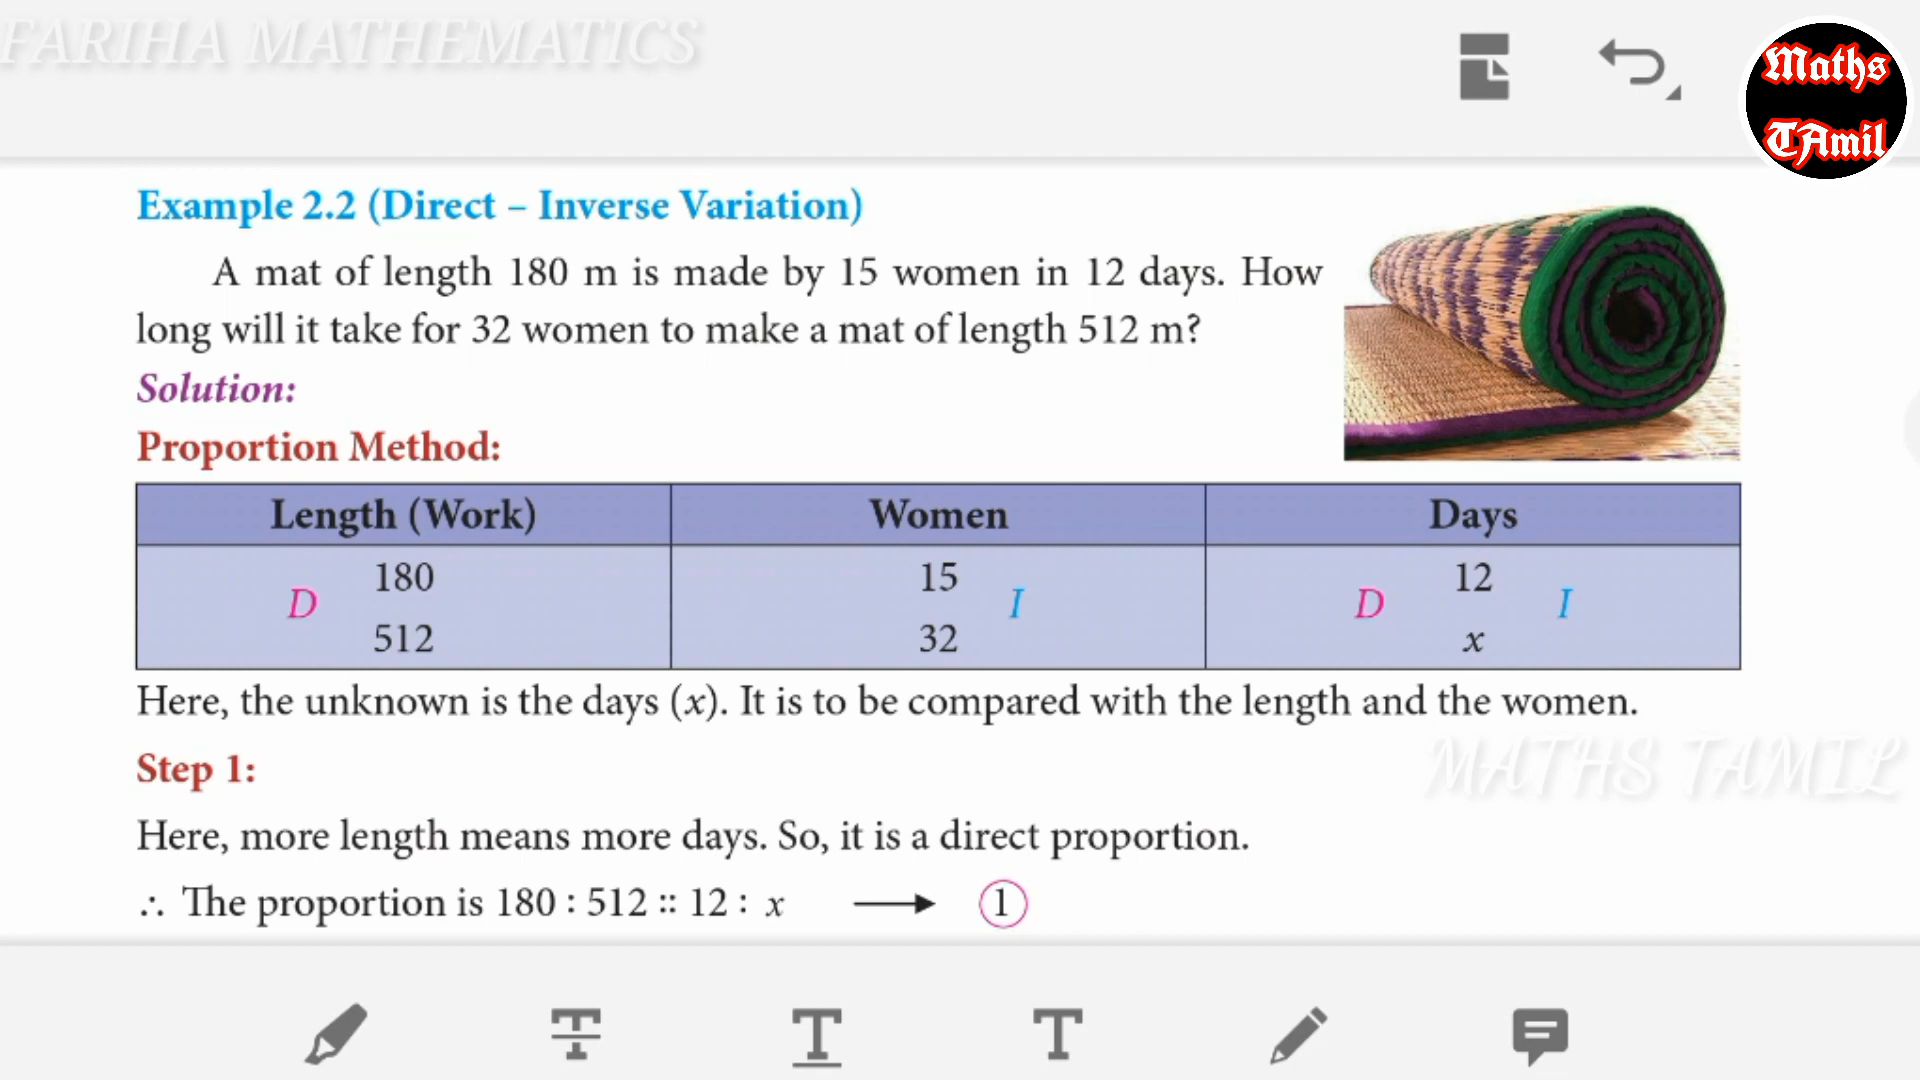 FARIHA MATHEMATICS
Maths
TAmil
Example 2.2 (Direct – Inverse Variation)
A mat of length 180 m is made by 15 women in 12 days. How
long will it take for 32 women to make a mat of length 512 m?
Solution:
Proportion Method:
Length (Work) Women Days
180 15 12
D I D I
512 32 x
Here, the unknown is the days (x). It is to be compared with the length and the women.
MATHS TAMIL
Step 1:
Here, more length means more days. So, it is a direct proportion.
∴ The proportion is 180 : 512 :: 12 : x ⟶ 1
T T T